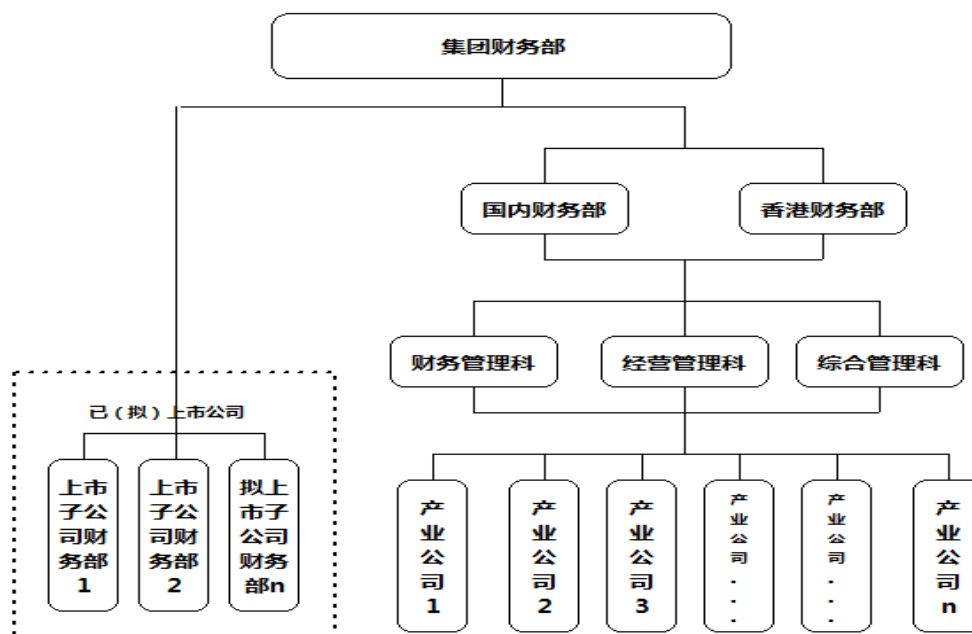 集团财务部
国内财务部
香港财务部
财务管理科
经营管理科
综合管理科
已（拟）上市公司
上市
子公
司财
务部
1
上市
子公
司财
务部
2
拟上
市子
公司
财务
部n
产
业
公
司
1
产
业
公
司
2
产
业
公
司
3
产
业
公
司
.
.
.
产
业
公
司
.
.
.
产
业
公
司
n